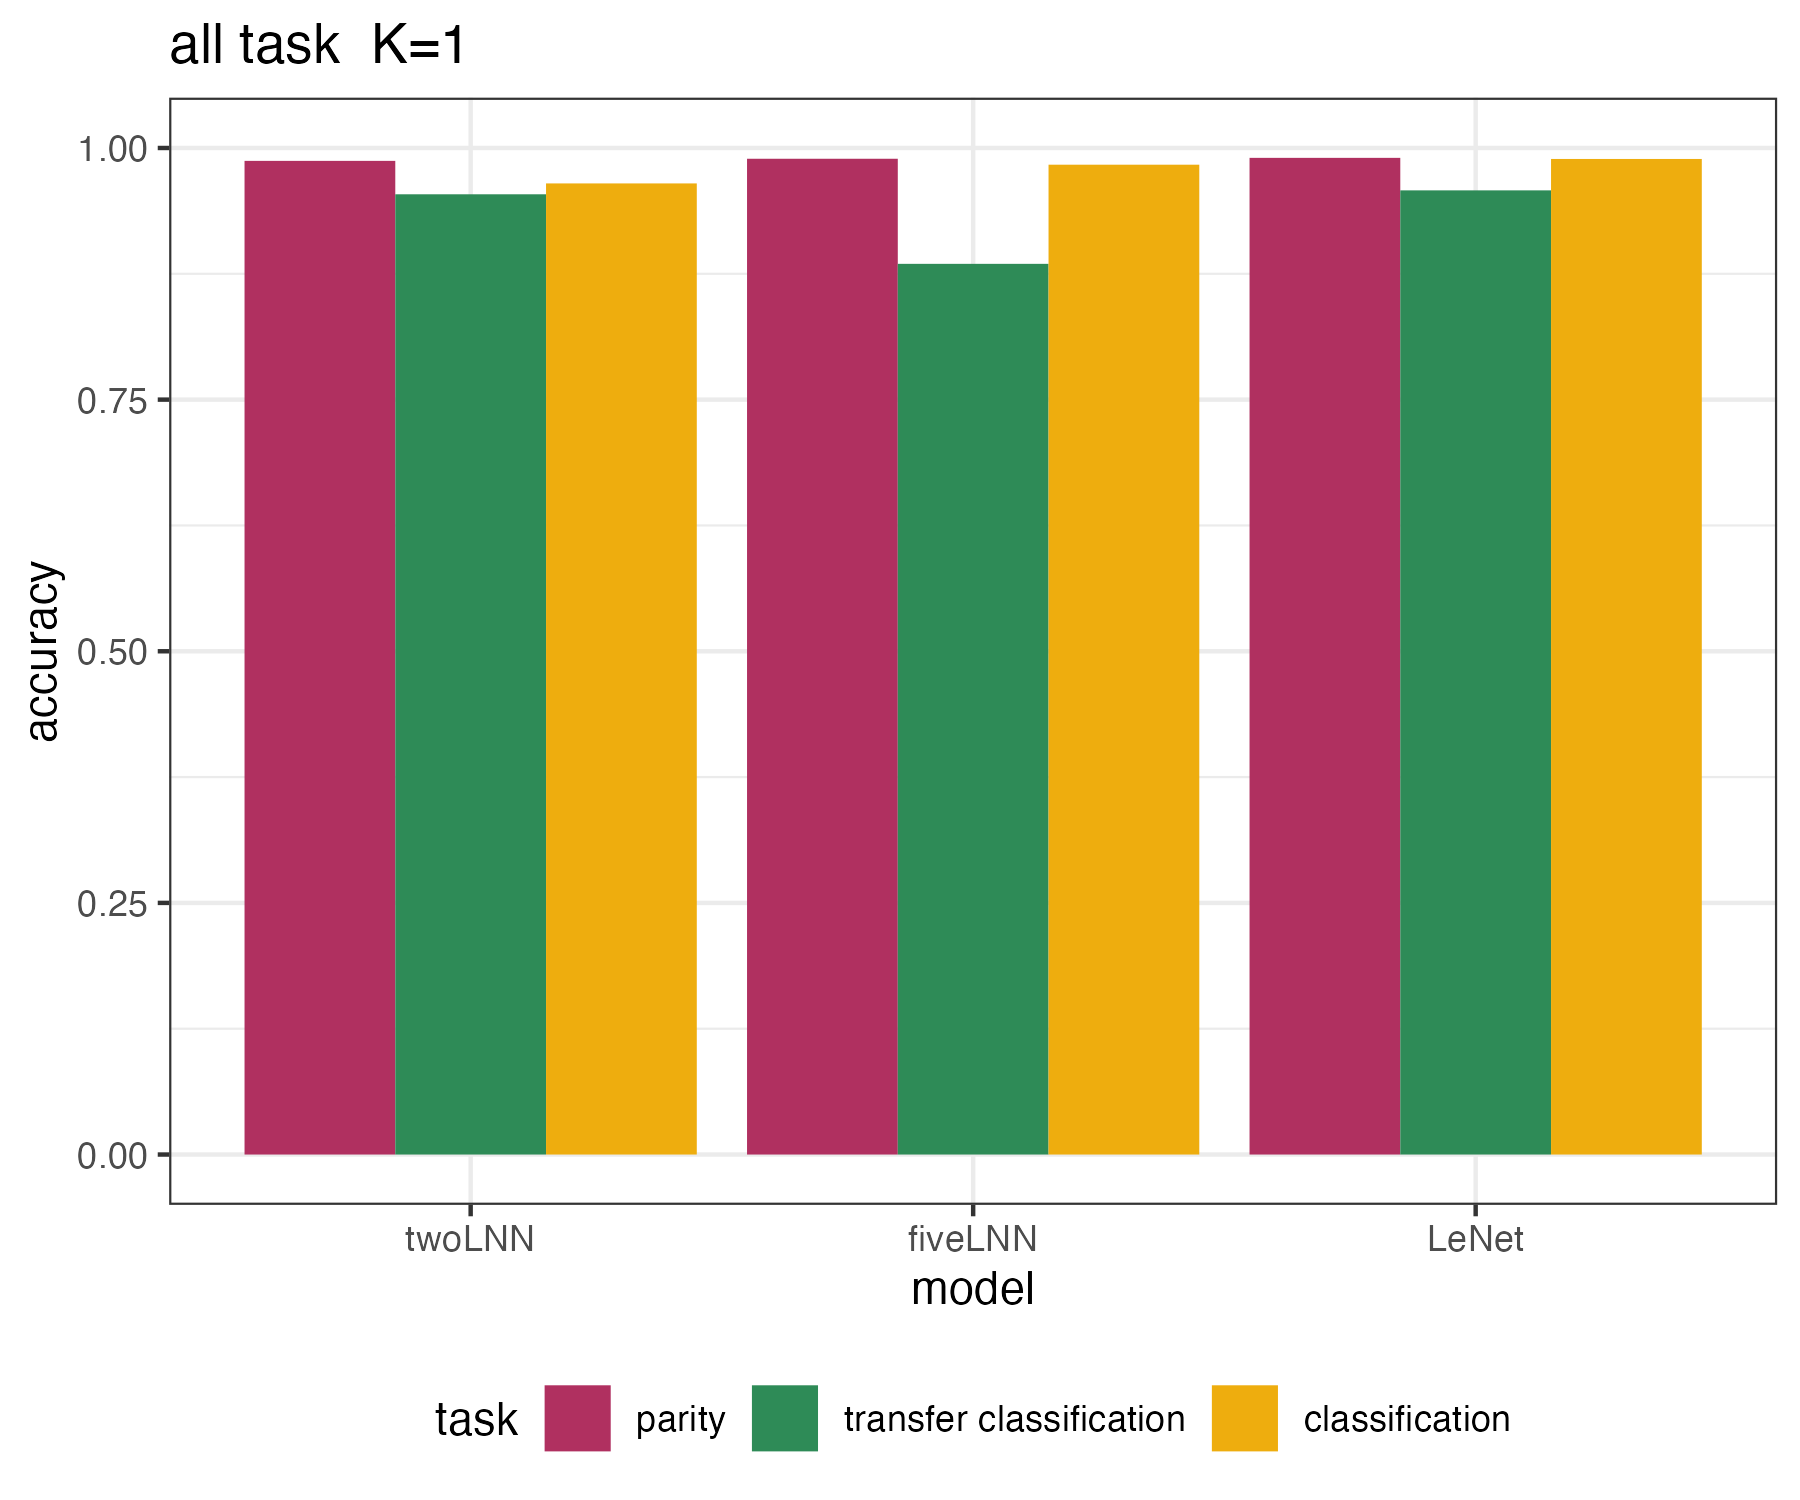 all task  K=1
accuracy
1.00
0.75
0.50
0.25
0.00
twoLNN fiveLNN LeNet
model
task parity transfer classification classification